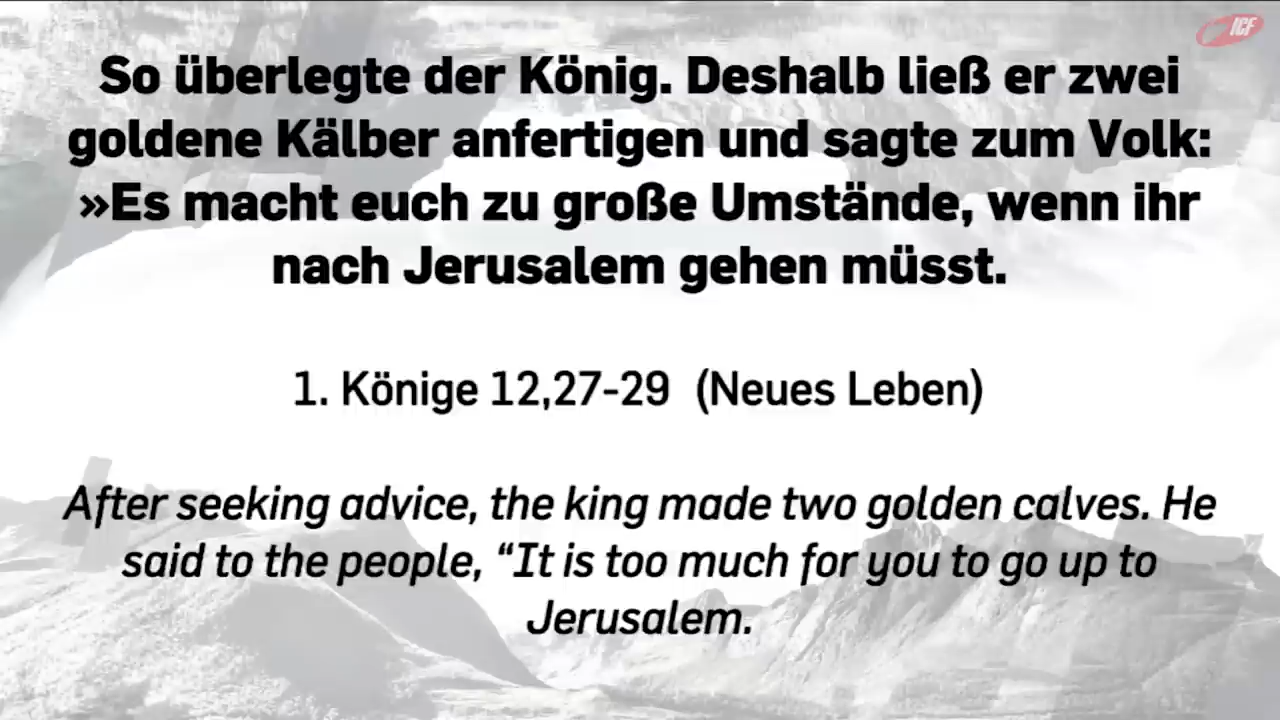 ICF
So überlegte der König. Deshalb ließ er zwei
goldene Kälber anfertigen und sagte zum Volk:
»Es macht euch zu große Umstände, wenn ihr
nach Jerusalem gehen müsst.
1. Könige 12,27-29 (Neues Leben)
After seeking advice, the king made two golden calves. He
said to the people, “It is too much for you to go up to
Jerusalem.